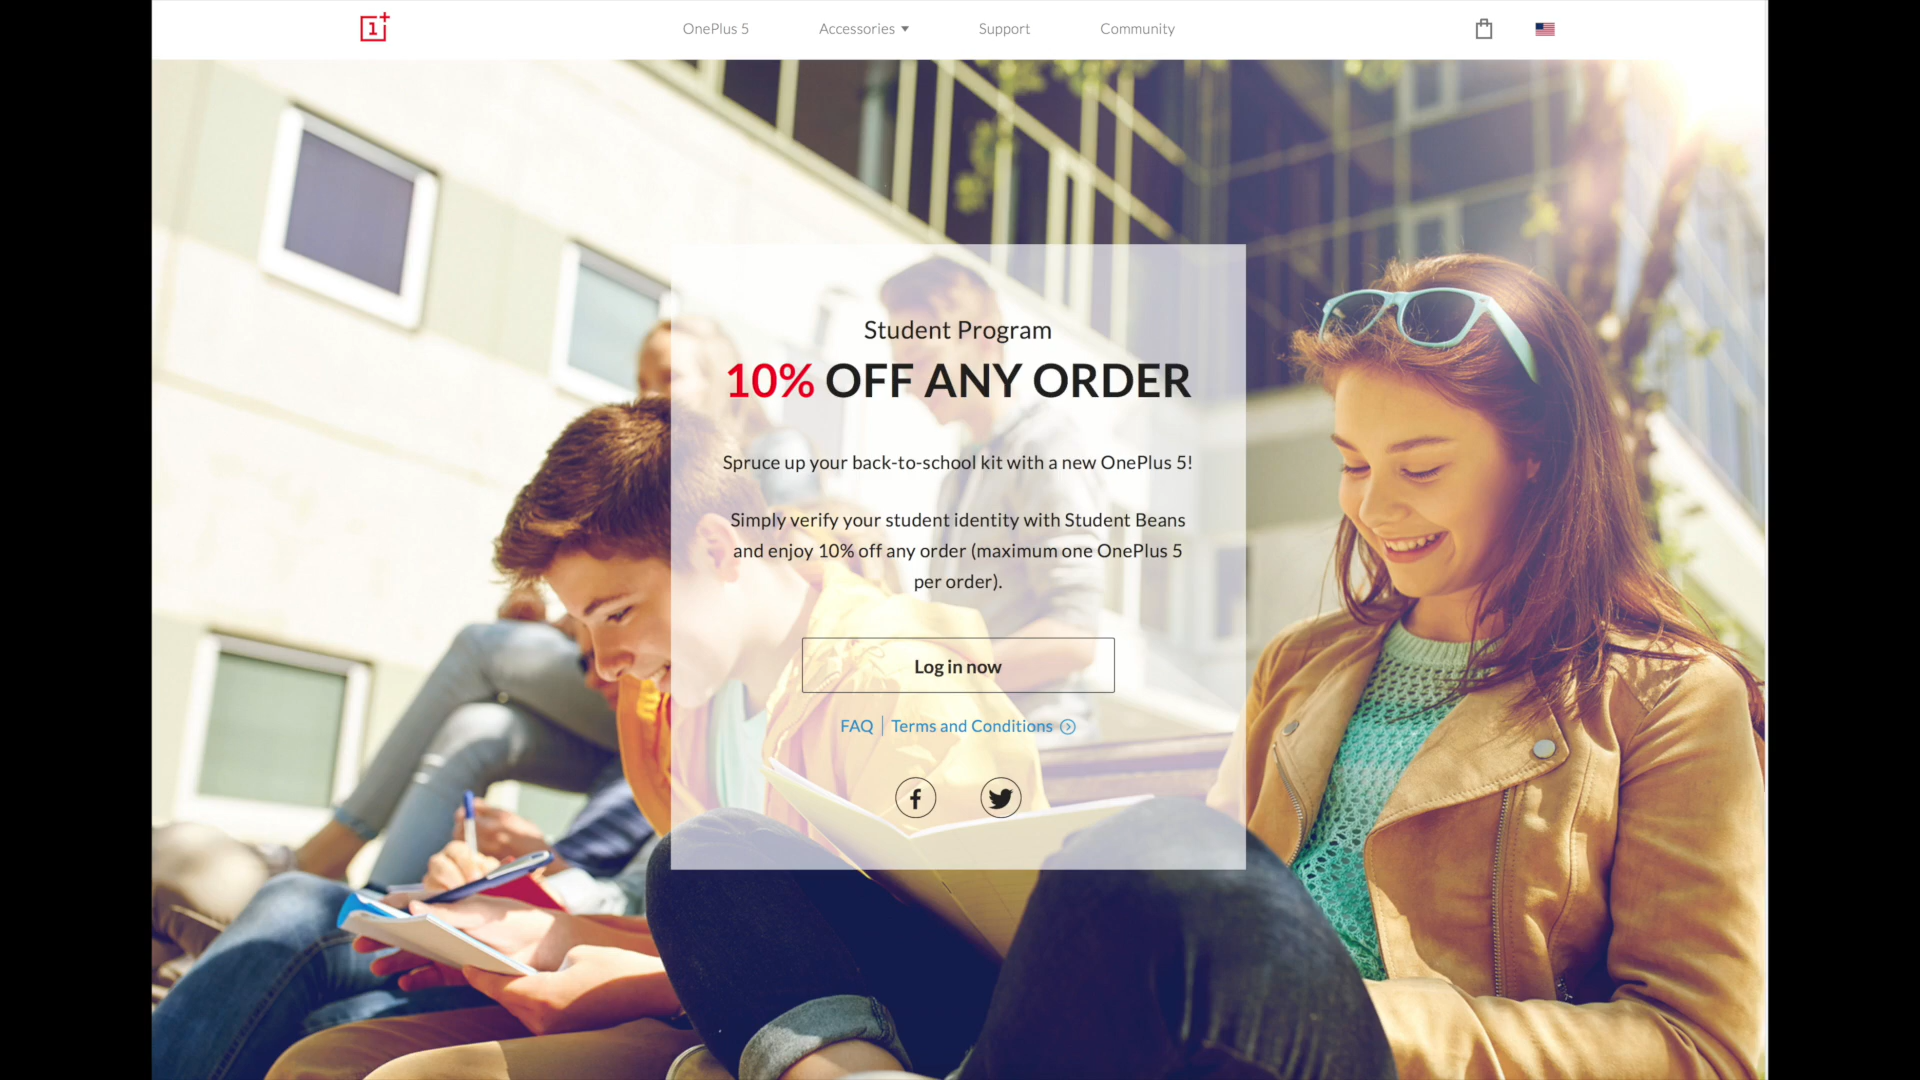 1+
OnePlus 5
Accessories
Support
Community
Student Program
10% OFF ANY ORDER
Spruce up your back-to-school kit with a new OnePlus 5!
Simply verify your student identity with Student Beans
and enjoy 10% off any order (maximum one OnePlus 5
per order).
Log in now
FAQ | Terms and Conditions